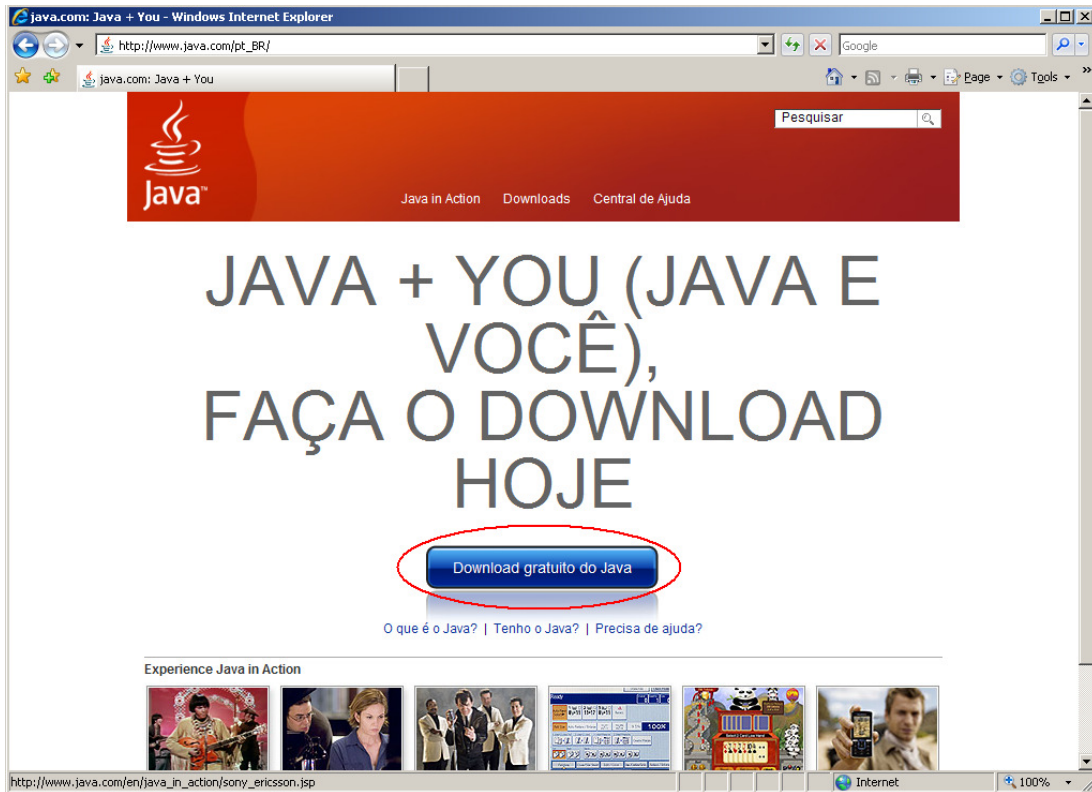 java.com: Java + You - Windows Internet Explorer
http://www.java.com/pt_BR/
Google
java.com: Java + You
Page
Tools
Pesquisar
Java™
Java in Action Downloads Central de Ajuda
JAVA + YOU (JAVA E
VOCÊ),
FAÇA O DOWNLOAD
HOJE
Download gratuito do Java
O que é o Java? | Tenho o Java? | Precisa de ajuda?
Experience Java in Action
100K
http://www.java.com/en/java_in_action/sony_ericsson.jsp
Internet
100%